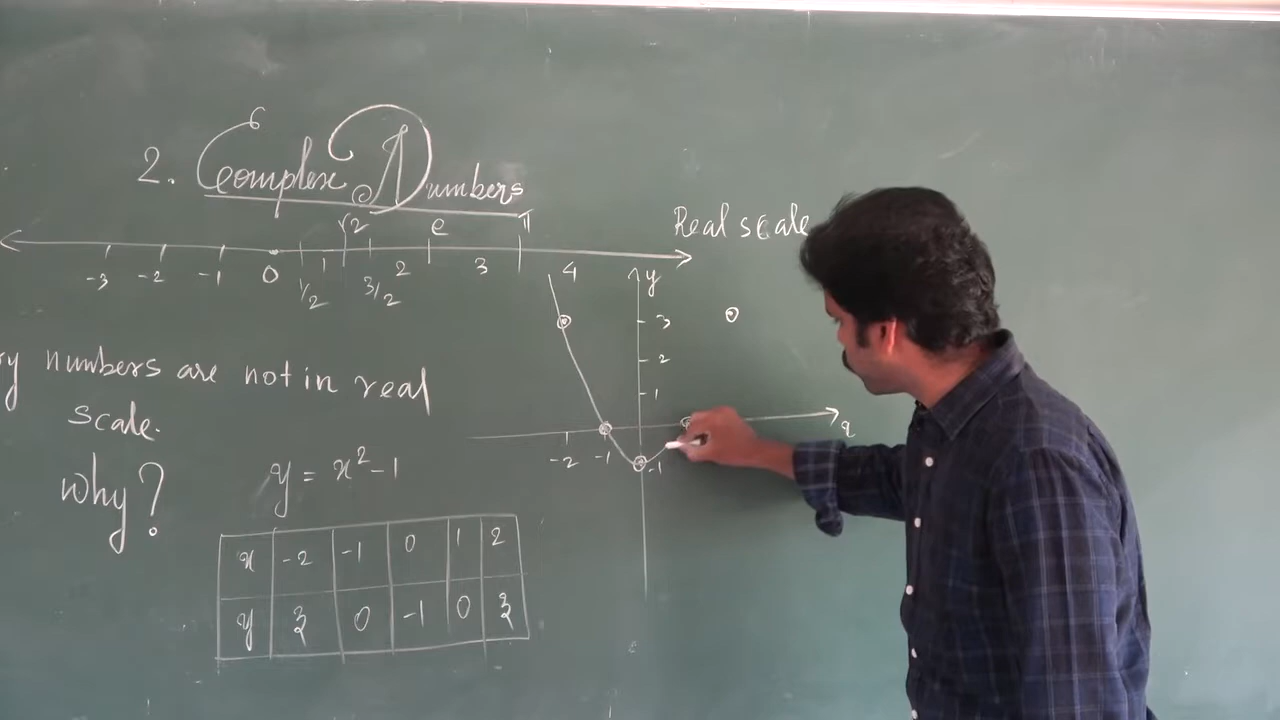 2. Complex Numbers
√2 e π
Real scale
-3 -2 -1 0 1/2 1 3/2 2 3 4
y
3
2
1
x
-2 -1
-1
numbers are not in real
scale.
Why?
y = x²-1
x -2 -1 0 1 2
y 3 0 -1 0 3